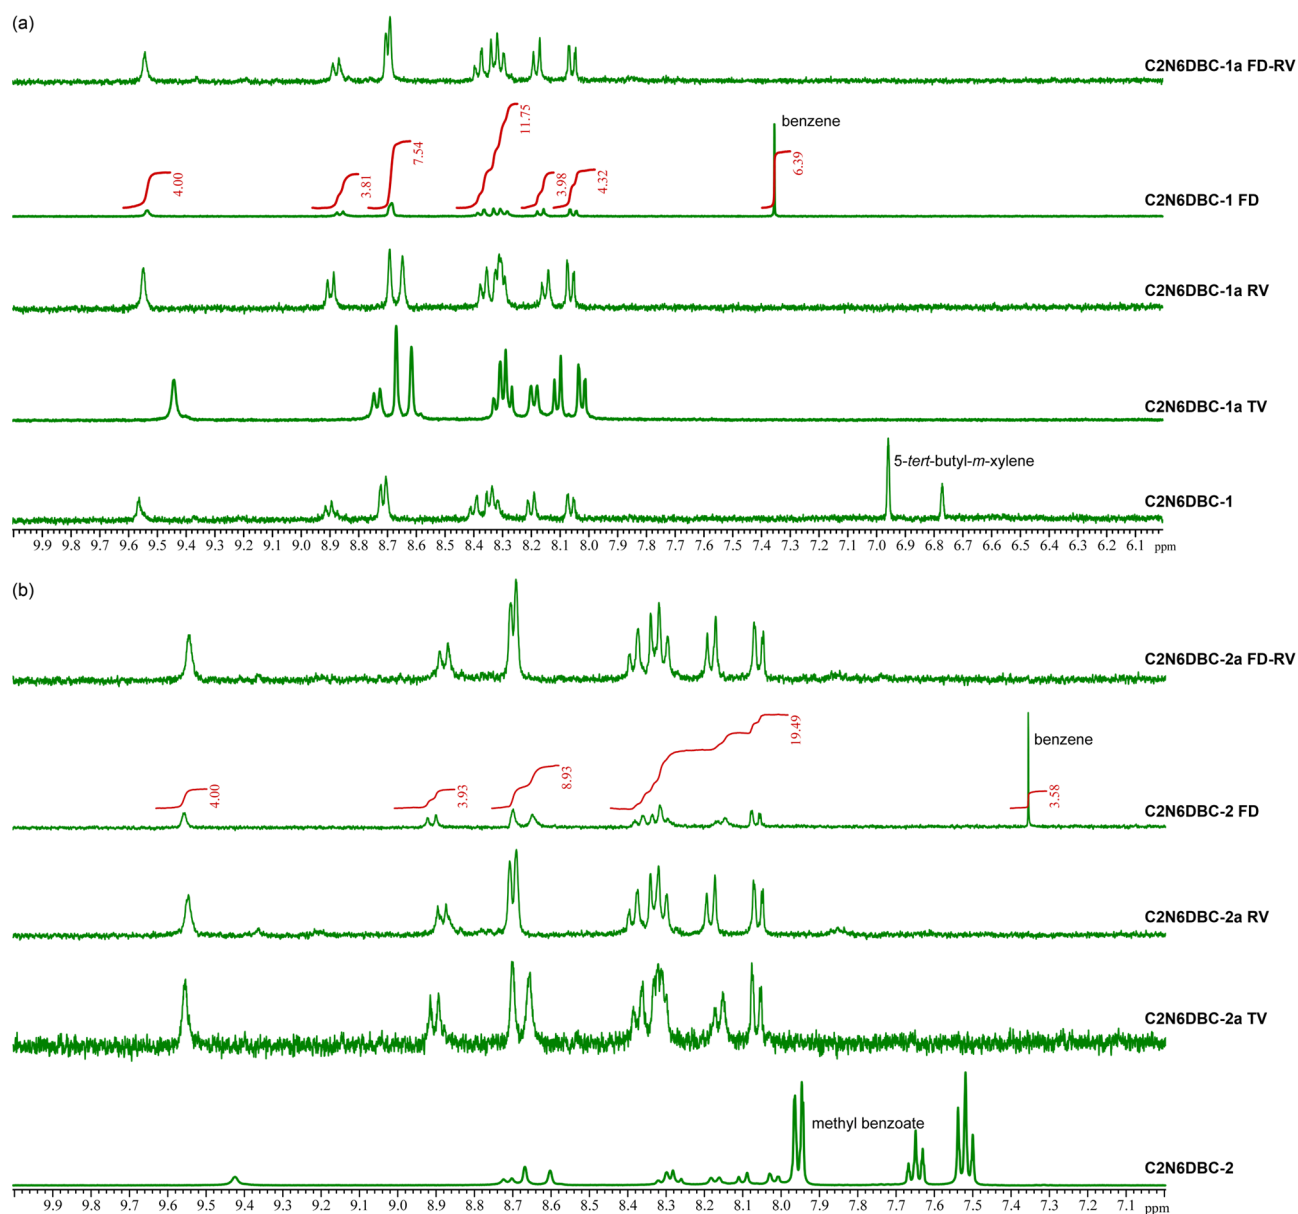 (a)
C2N6DBC-1a FD-RV
benzene
4.00
3.81
7.54
11.75
3.98
4.32
6.39
C2N6DBC-1 FD
C2N6DBC-1a RV
C2N6DBC-1a TV
5-tert-butyl-m-xylene
C2N6DBC-1
9.9 9.8 9.7 9.6 9.5 9.4 9.3 9.2 9.1 9.0 8.9 8.8 8.7 8.6 8.5 8.4 8.3 8.2 8.1 8.0 7.9 7.8 7.7 7.6 7.5 7.4 7.3 7.2 7.1 7.0 6.9 6.8 6.7 6.6 6.5 6.4 6.3 6.2 6.1 ppm
(b)
C2N6DBC-2a FD-RV
benzene
4.00
3.93
8.93
19.49
3.58
C2N6DBC-2 FD
C2N6DBC-2a RV
C2N6DBC-2a TV
methyl benzoate
C2N6DBC-2
9.9 9.8 9.7 9.6 9.5 9.4 9.3 9.2 9.1 9.0 8.9 8.8 8.7 8.6 8.5 8.4 8.3 8.2 8.1 8.0 7.9 7.8 7.7 7.6 7.5 7.4 7.3 7.2 7.1 ppm